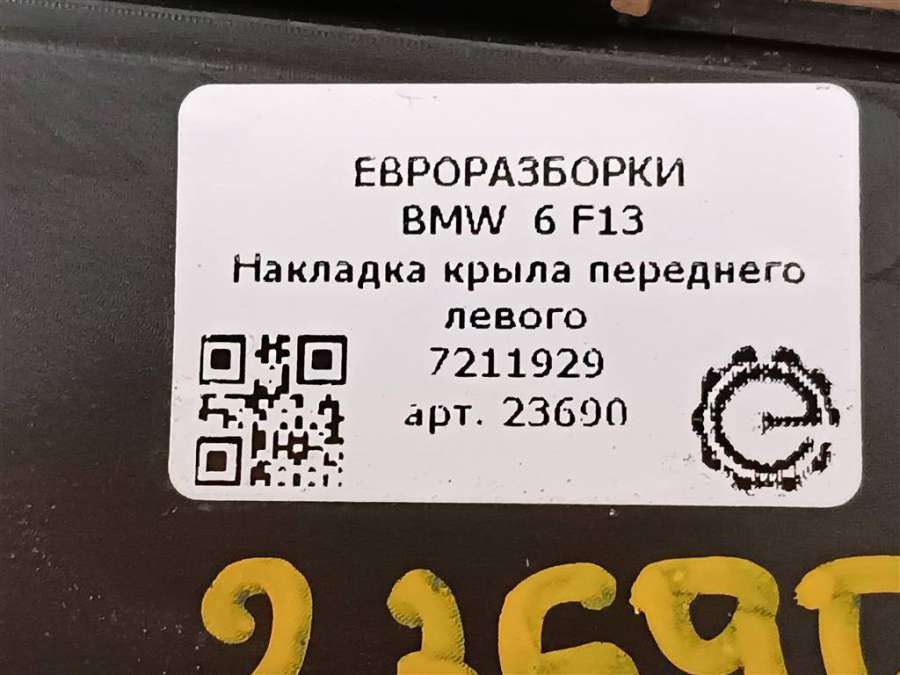 ЕВРОРАЗБОРКИ
BMW 6 F13
Накладка крыла переднего
левого
7211929
арт. 23690